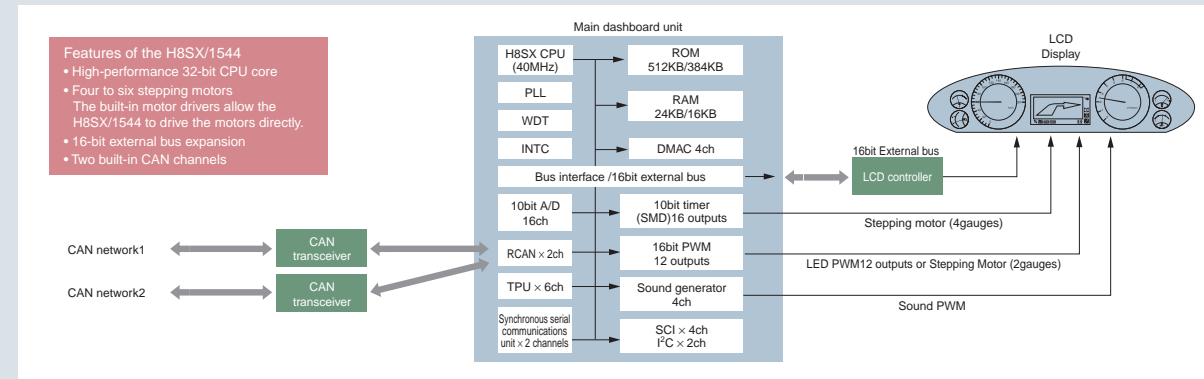 Main dashboard unit
Features of the H8SX/1544
• High-performance 32-bit CPU core
• Four to six stepping motors
The built-in motor drivers allow the
H8SX/1544 to drive the motors directly.
• 16-bit external bus expansion
• Two built-in CAN channels
H8SX CPU
(40MHz)
PLL
WDT
INTC
ROM
512KB/384KB
RAM
24KB/16KB
DMAC 4ch
Bus interface /16bit external bus
10bit A/D
16ch
RCAN × 2ch
TPU × 6ch
Synchronous serial
communications
unit × 2 channels
10bit timer
(SMD)16 outputs
16bit PWM
12 outputs
Sound generator
4ch
SCI × 4ch
I²C × 2ch
CAN network1
CAN
transceiver
CAN network2
CAN
transceiver
16bit External bus
LCD controller
LCD
Display
Stepping motor (4gauges)
LED PWM12 outputs or Stepping Motor (2gauges)
Sound PWM